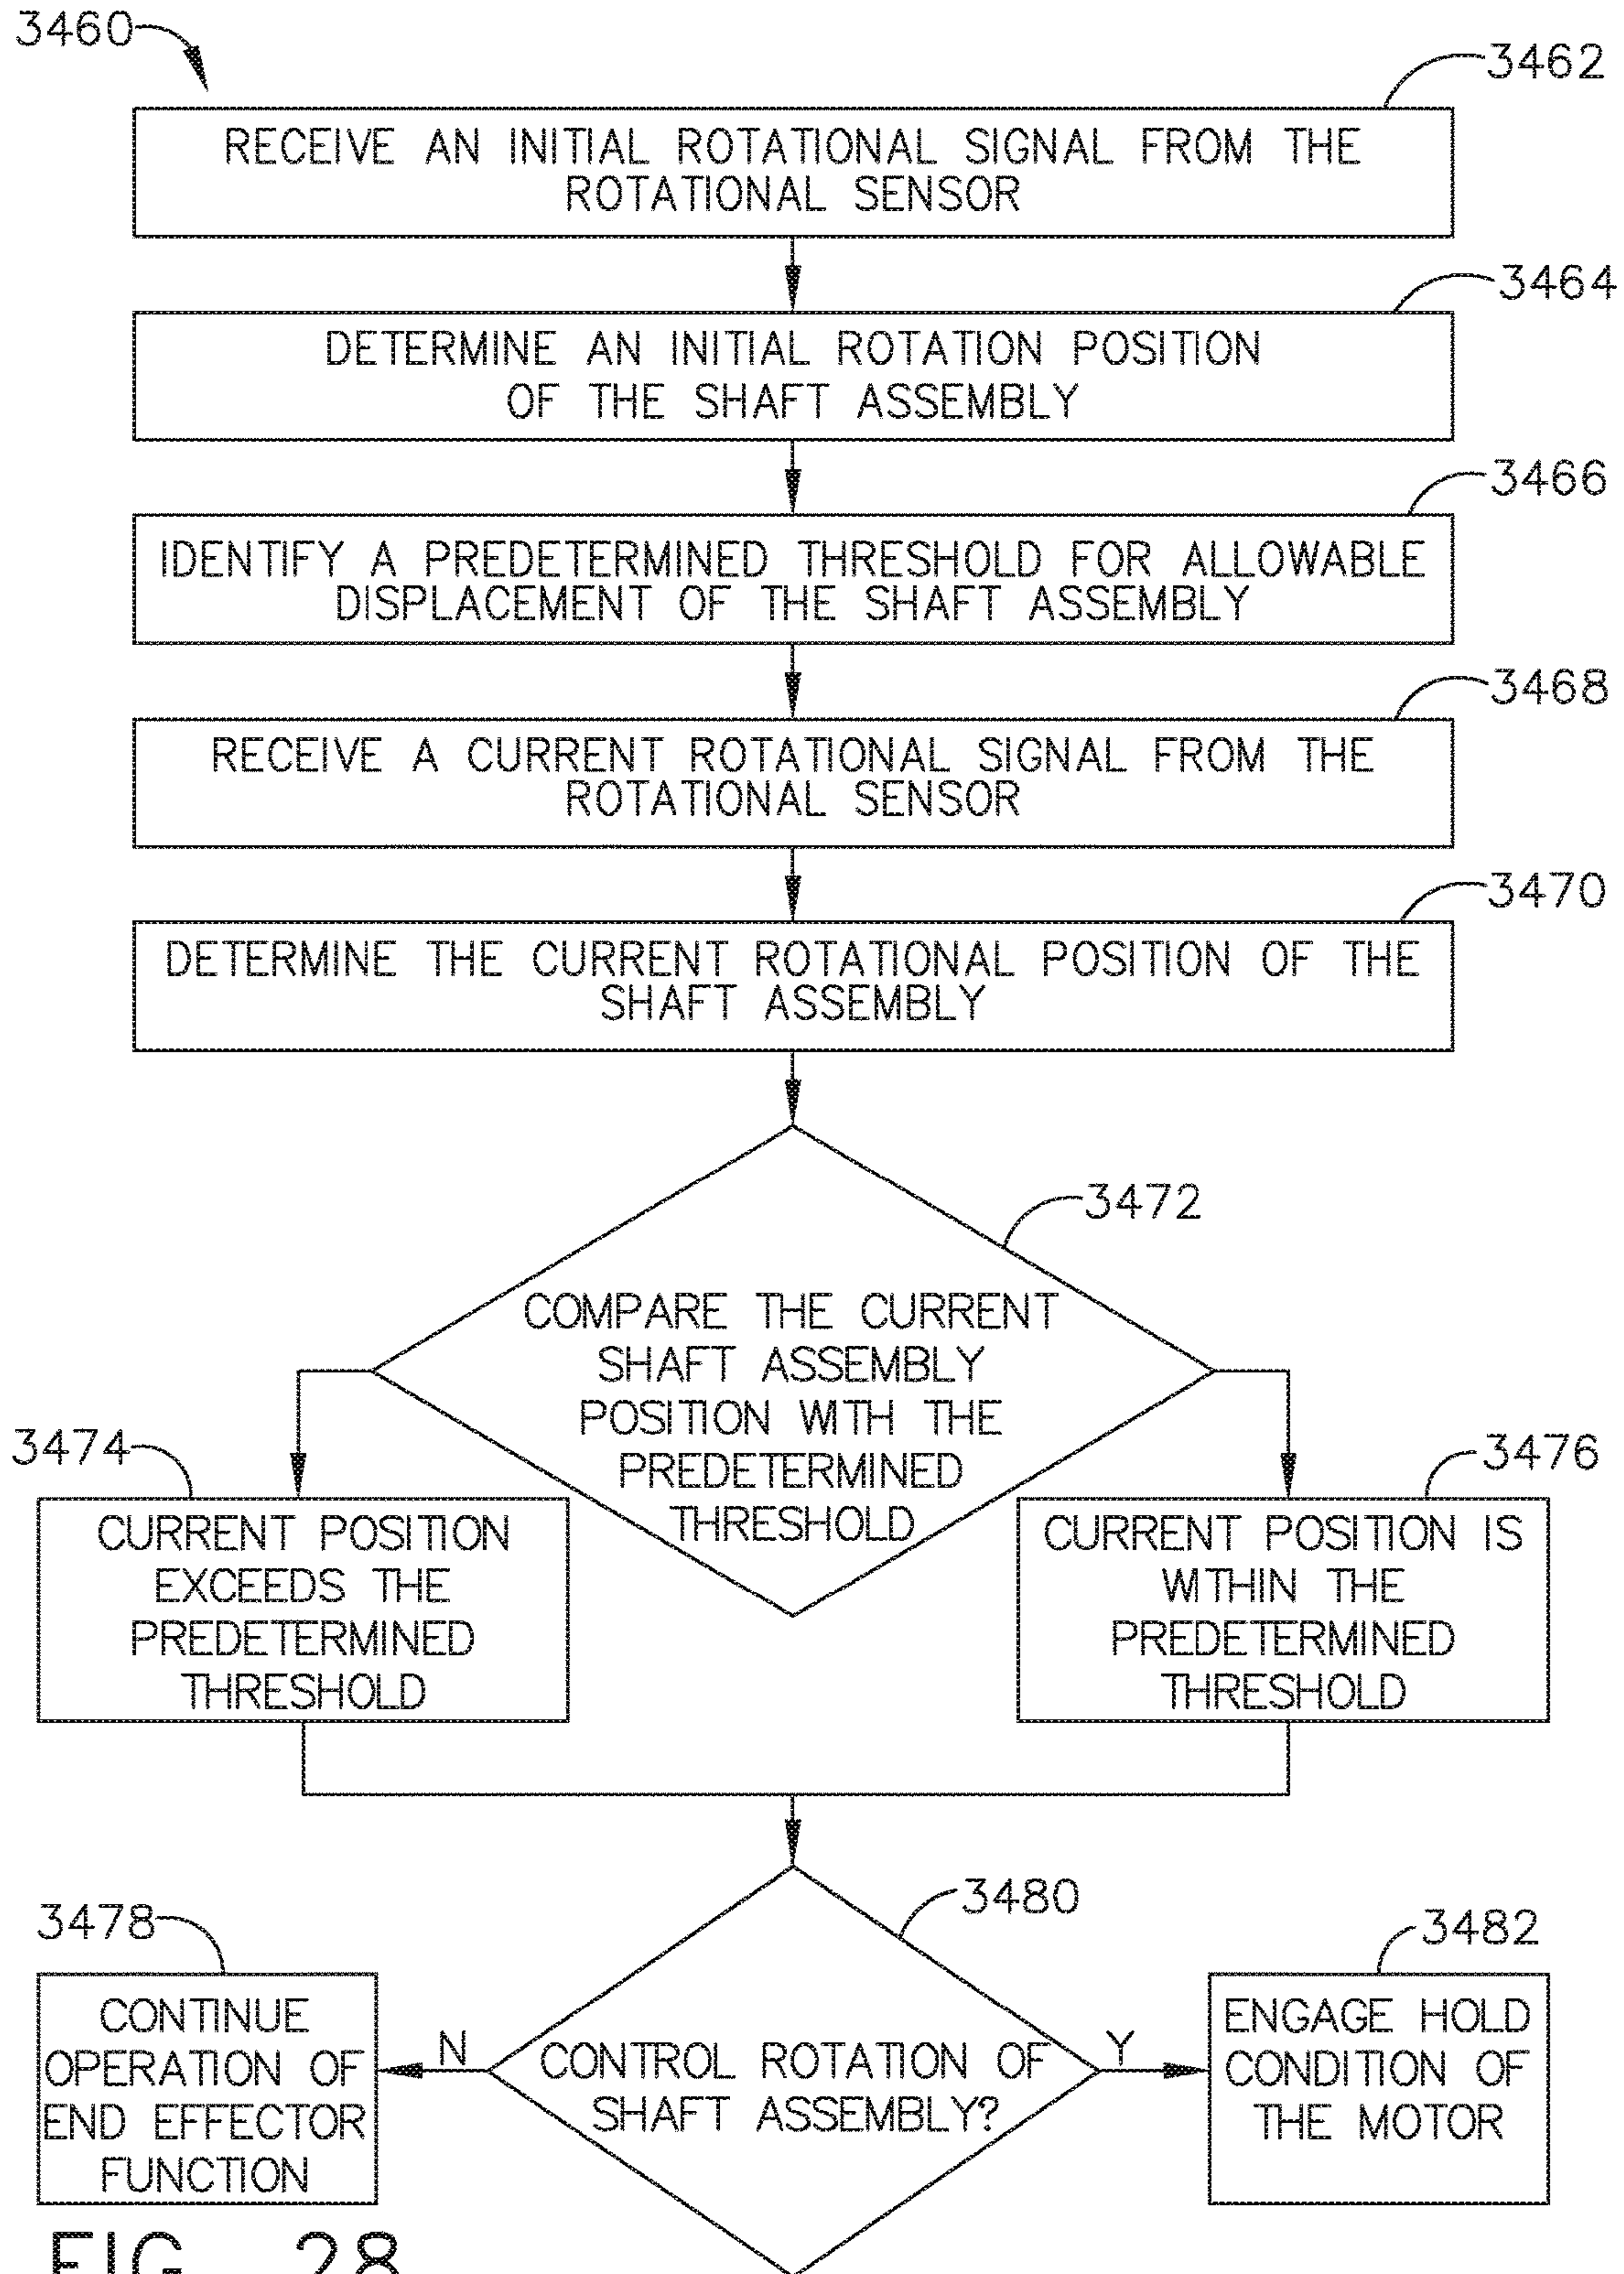 3460
3462
RECEIVE AN INITIAL ROTATIONAL SIGNAL FROM THE
ROTATIONAL SENSOR
3464
DETERMINE AN INITIAL ROTATION POSITION
OF THE SHAFT ASSEMBLY
3466
IDENTIFY A PREDETERMINED THRESHOLD FOR ALLOWABLE
DISPLACEMENT OF THE SHAFT ASSEMBLY
3468
RECEIVE A CURRENT ROTATIONAL SIGNAL FROM THE
ROTATIONAL SENSOR
3470
DETERMINE THE CURRENT ROTATIONAL POSITION OF THE
SHAFT ASSEMBLY
3472
COMPARE THE CURRENT
SHAFT ASSEMBLY
POSITION WITH THE
PREDETERMINED
THRESHOLD
3474
CURRENT POSITION
EXCEEDS THE
PREDETERMINED
THRESHOLD
3476
CURRENT POSITION IS
WITHIN THE
PREDETERMINED
THRESHOLD
3478
CONTINUE
OPERATION OF
END EFFECTOR
FUNCTION
N
3480
CONTROL ROTATION OF
SHAFT ASSEMBLY?
Y
3482
ENGAGE HOLD
CONDITION OF
THE MOTOR
FIG. 28